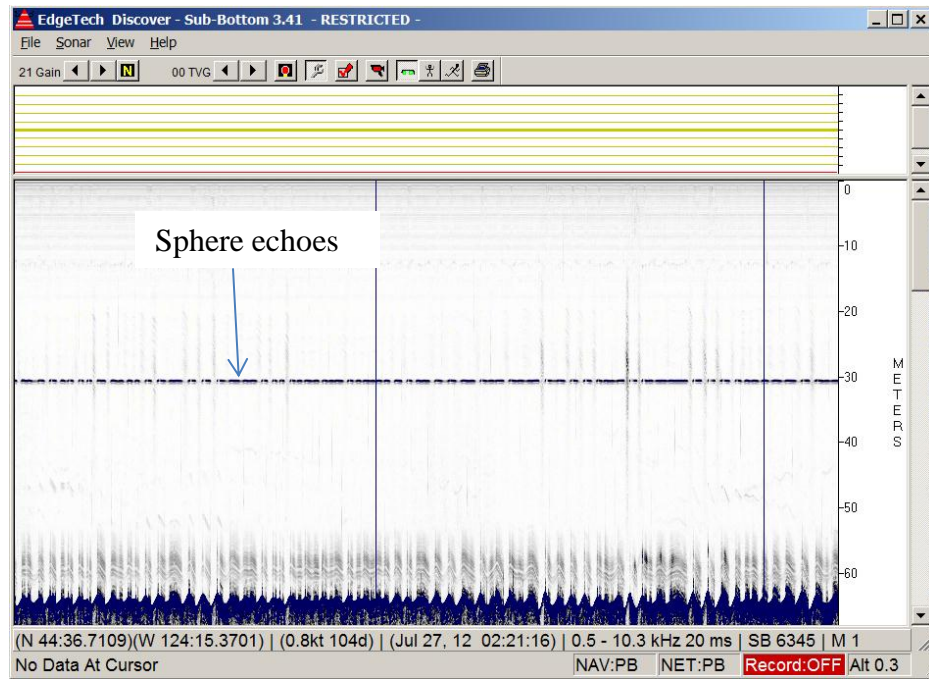 EdgeTech Discover - Sub-Bottom 3.41 - RESTRICTED -
File Sonar View Help
21 Gain N 00 TVG
0
Sphere echoes
-10
-20
-30
METERS
-40
-50
-60
(N 44:36.7109)(W 124:15.3701) | (0.8kt 104d) | (Jul 27, 12 02:21:16) | 0.5 - 10.3 kHz 20 ms | SB 6345 | M 1
No Data At Cursor NAV:PB NET:PB Record:OFF Alt 0.3